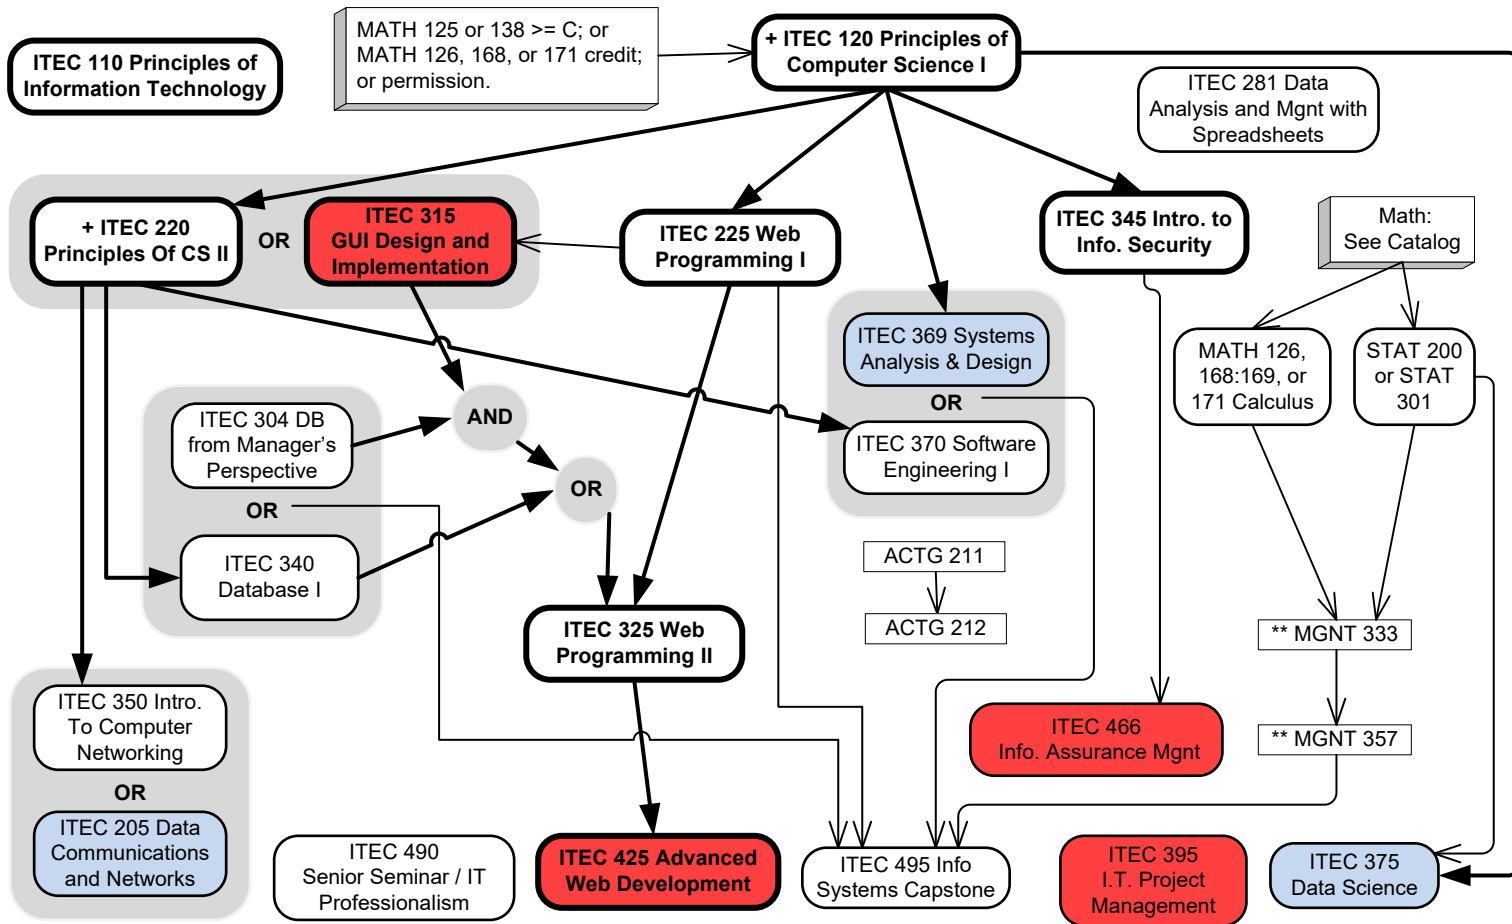 ITEC 110 Principles of
Information Technology
MATH 125 or 138 >= C; or
MATH 126, 168, or 171 credit;
or permission.
+ ITEC 120 Principles of
Computer Science I
ITEC 281 Data
Analysis and Mgnt with
Spreadsheets
+ ITEC 220
Principles Of CS II
OR
ITEC 315
GUI Design and
Implementation
ITEC 225 Web
Programming I
ITEC 345 Intro. to
Info. Security
Math:
See Catalog
ITEC 369 Systems
Analysis & Design
OR
ITEC 370 Software
Engineering I
MATH 126,
168:169, or
171 Calculus
STAT 200
or STAT
301
ITEC 304 DB
from Manager's
Perspective
OR
ITEC 340
Database I
AND
OR
ACTG 211
ACTG 212
ITEC 325 Web
Programming II
** MGNT 333
** MGNT 357
ITEC 350 Intro.
To Computer
Networking
OR
ITEC 205 Data
Communications
and Networks
ITEC 466
Info. Assurance Mgnt
ITEC 490
Senior Seminar / IT
Professionalism
ITEC 425 Advanced
Web Development
ITEC 495 Info
Systems Capstone
ITEC 395
I.T. Project
Management
ITEC 375
Data Science